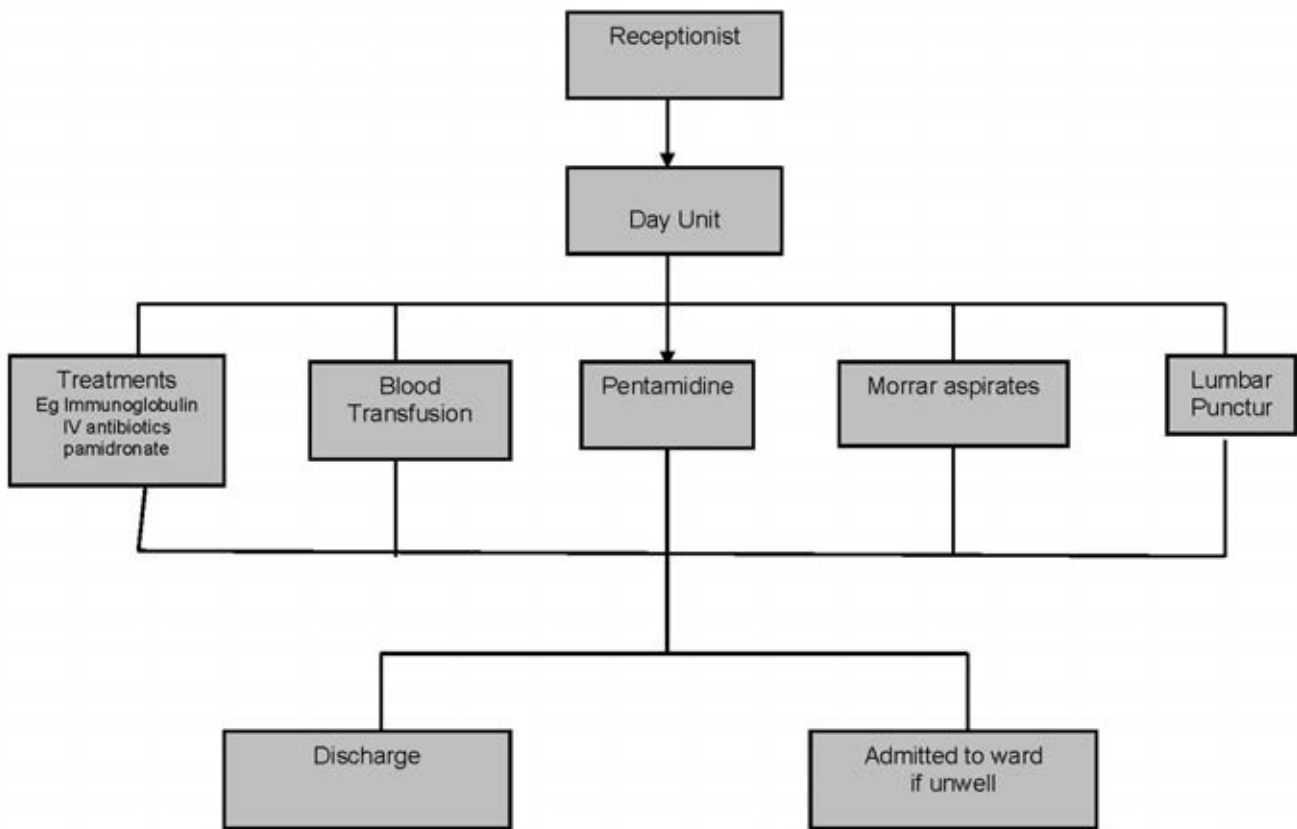 Receptionist
Day Unit
Treatments
Eg Immunoglobulin
IV antibiotics
pamidronate
Blood
Transfusion
Pentamidine
Morrar aspirates
Lumbar
Punctur
Discharge
Admitted to ward
if unwell